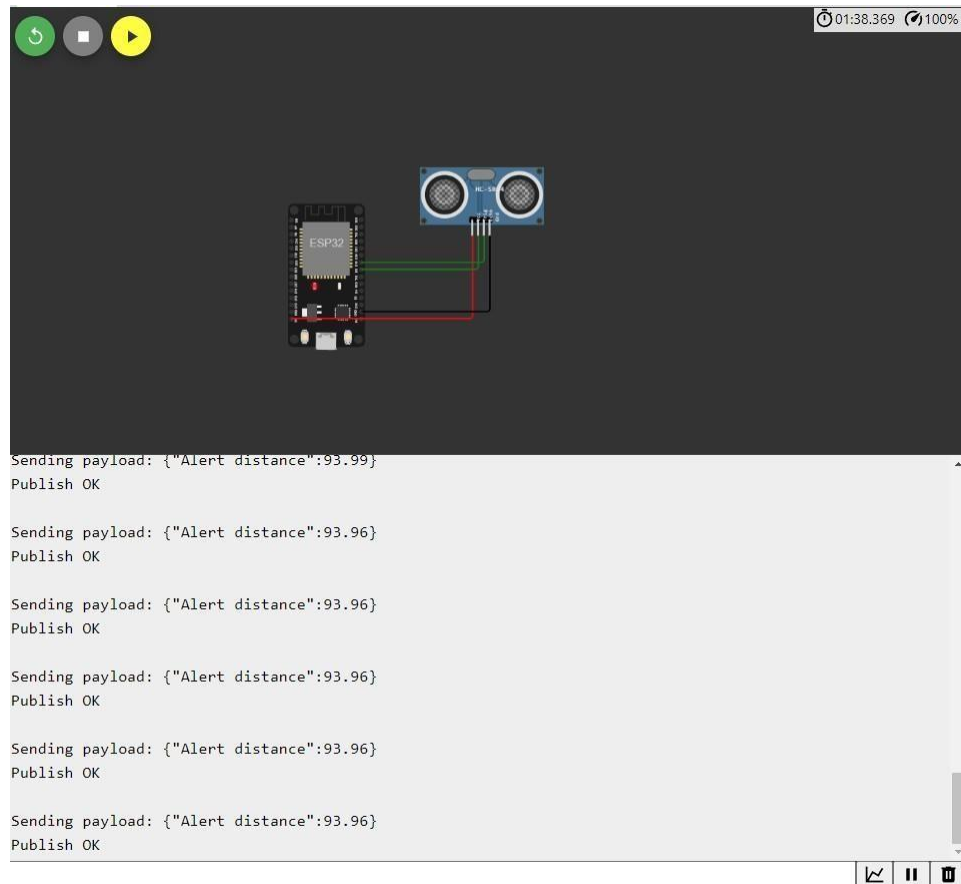 01:38.369 100%
ESP32
Sending payload: {"Alert distance":93.99}
Publish OK
Sending payload: {"Alert distance":93.96}
Publish OK
Sending payload: {"Alert distance":93.96}
Publish OK
Sending payload: {"Alert distance":93.96}
Publish OK
Sending payload: {"Alert distance":93.96}
Publish OK
Sending payload: {"Alert distance":93.96}
Publish OK